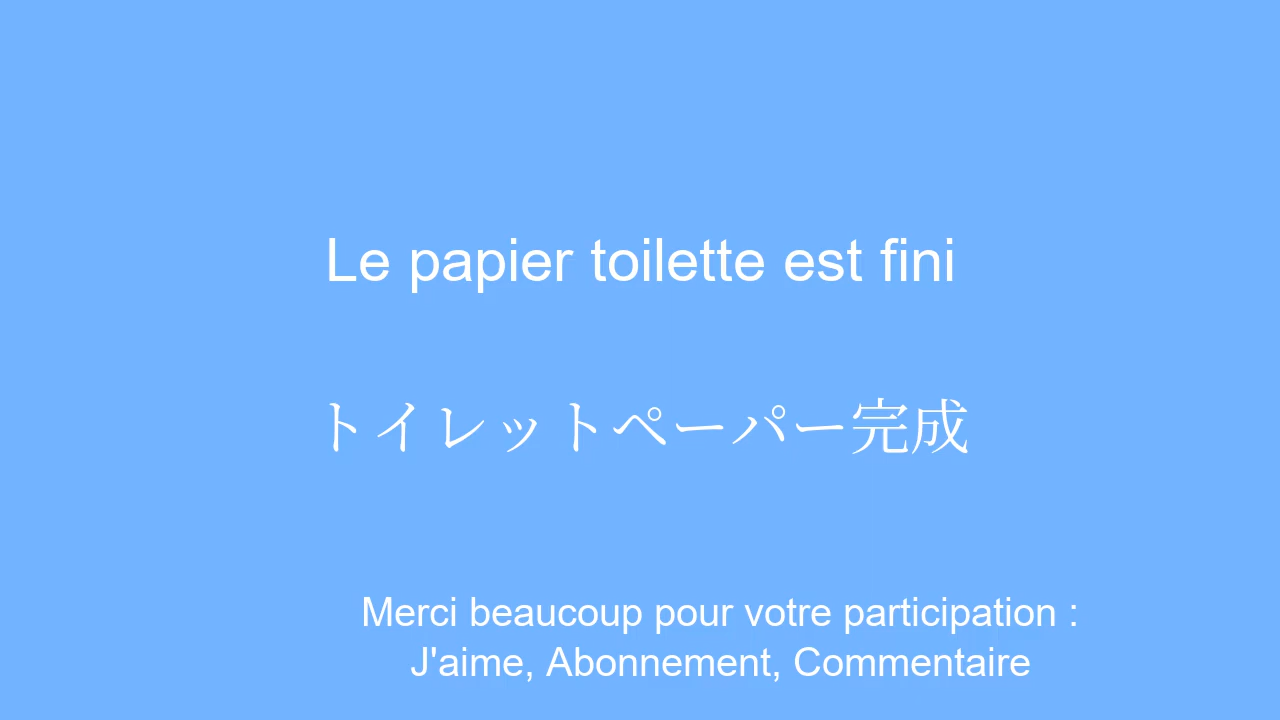 Le papier toilette est fini
トイレットペーパー完成
Merci beaucoup pour votre participation :
J'aime, Abonnement, Commentaire